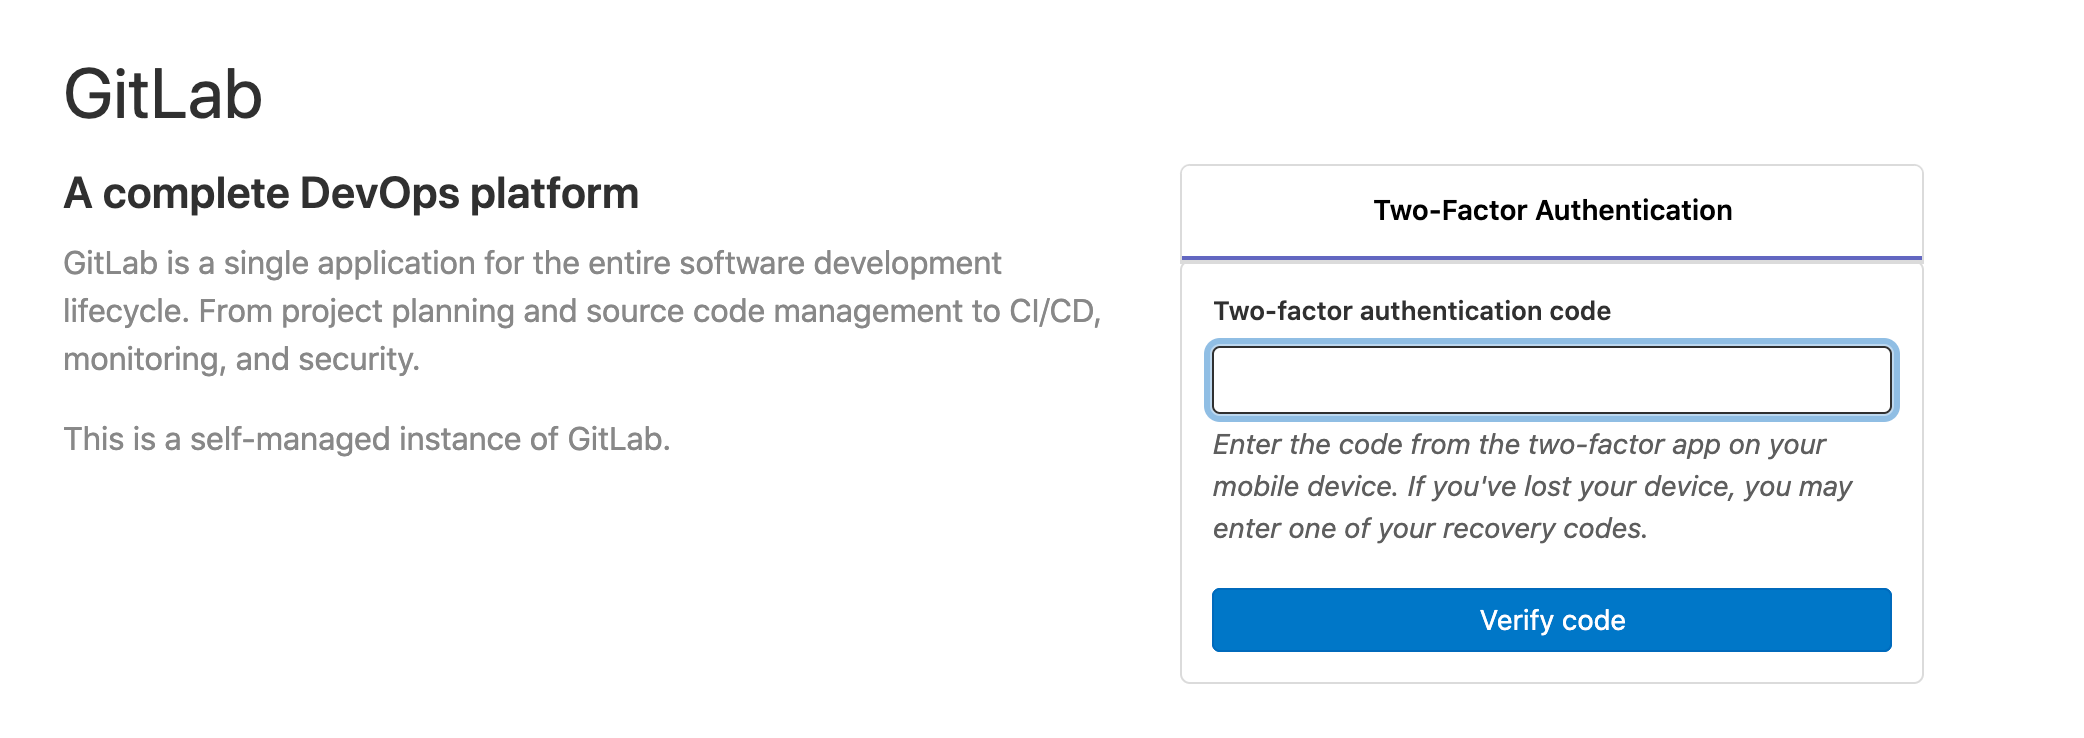 GitLab
A complete DevOps platform
GitLab is a single application for the entire software development
lifecycle. From project planning and source code management to CI/CD,
monitoring, and security.
This is a self-managed instance of GitLab.
Two-Factor Authentication
Two-factor authentication code
Enter the code from the two-factor app on your
mobile device. If you've lost your device, you may
enter one of your recovery codes.
Verify code